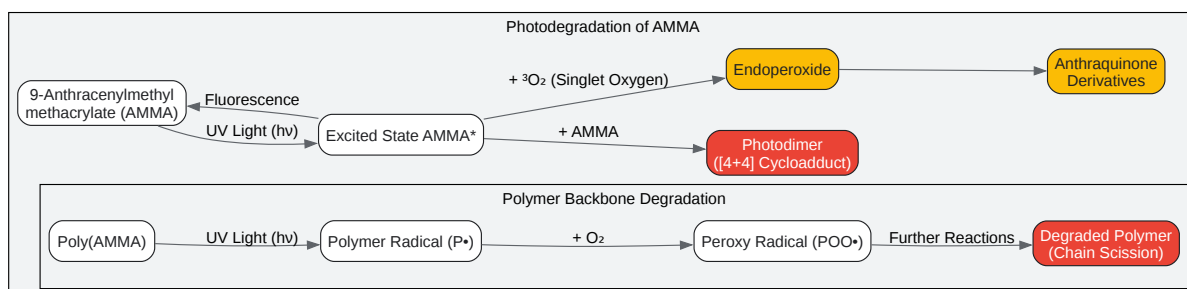 Photodegradation of AMMA
9-Anthracenylmethyl
methacrylate (AMMA)
Fluorescence
UV Light (hν)
Excited State AMMA*
+ ³O₂ (Singlet Oxygen)
+ AMMA
Endoperoxide
Anthraquinone
Derivatives
Photodimer
([4+4] Cycloadduct)
Polymer Backbone Degradation
Poly(AMMA)
UV Light (hν)
Polymer Radical (P•)
+ O₂
Peroxy Radical (POO•)
Further Reactions
Degraded Polymer
(Chain Scission)